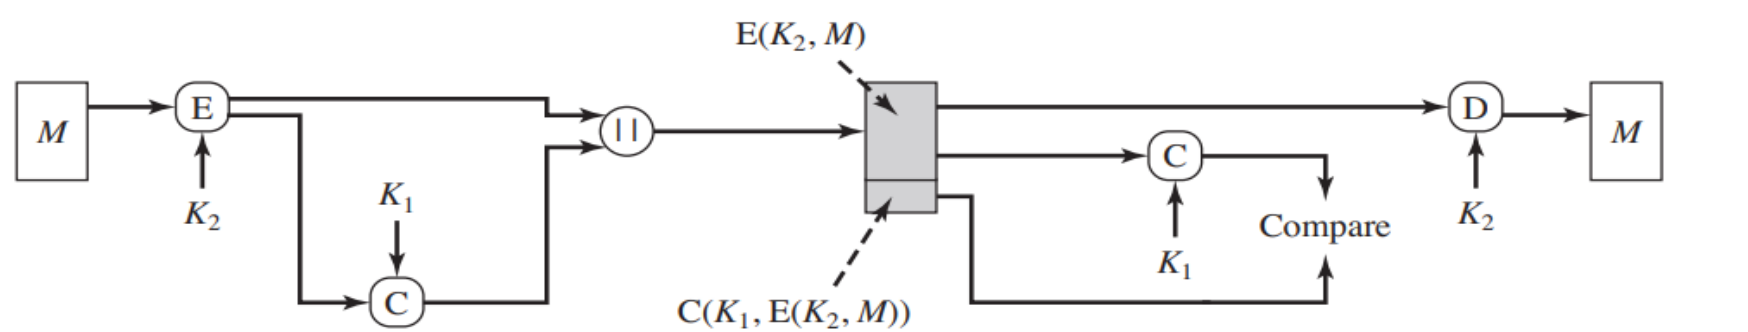 E(K₂, M)
M
E
K₂
K₁
C
||
C(K₁, E(K₂, M))
C
K₁
Compare
D
K₂
M